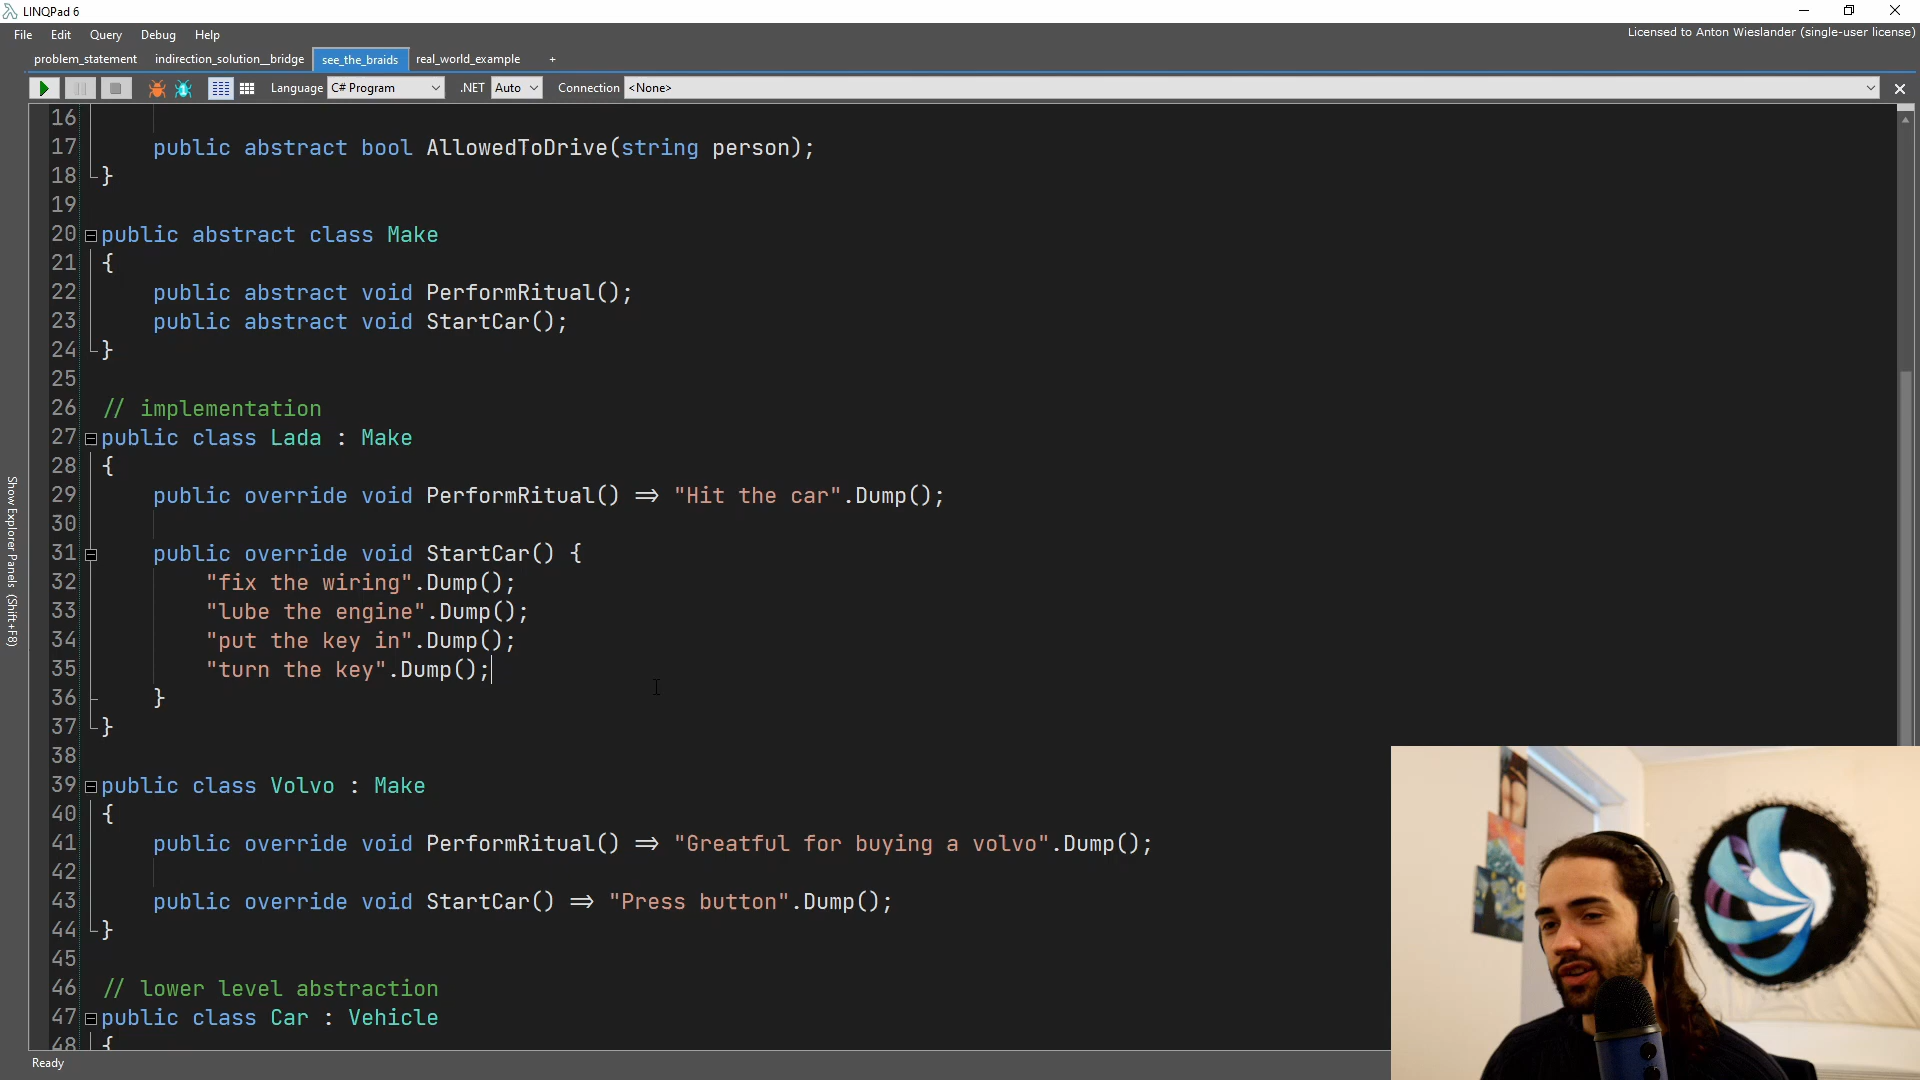 LINQPad 6
File Edit Query Debug Help
Licensed to Anton Wieslander (single-user license)
problem_statement indirection_solution__bridge see_the_braids real_world_example +
Language C# Program .NET Auto Connection <None>
Show Explorer Panels (Shift+F8)
16
17 public abstract bool AllowedToDrive(string person);
18 }
19
20 public abstract class Make
21 {
22 public abstract void PerformRitual();
23 public abstract void StartCar();
24 }
25
26 // implementation
27 public class Lada : Make
28 {
29 public override void PerformRitual() => "Hit the car".Dump();
30
31 public override void StartCar() {
32 "fix the wiring".Dump();
33 "lube the engine".Dump();
34 "put the key in".Dump();
35 "turn the key".Dump();
36 }
37 }
38
39 public class Volvo : Make
40 {
41 public override void PerformRitual() => "Greatful for buying a volvo".Dump();
42
43 public override void StartCar() => "Press button".Dump();
44 }
45
46 // lower level abstraction
47 public class Car : Vehicle
48 {
Ready